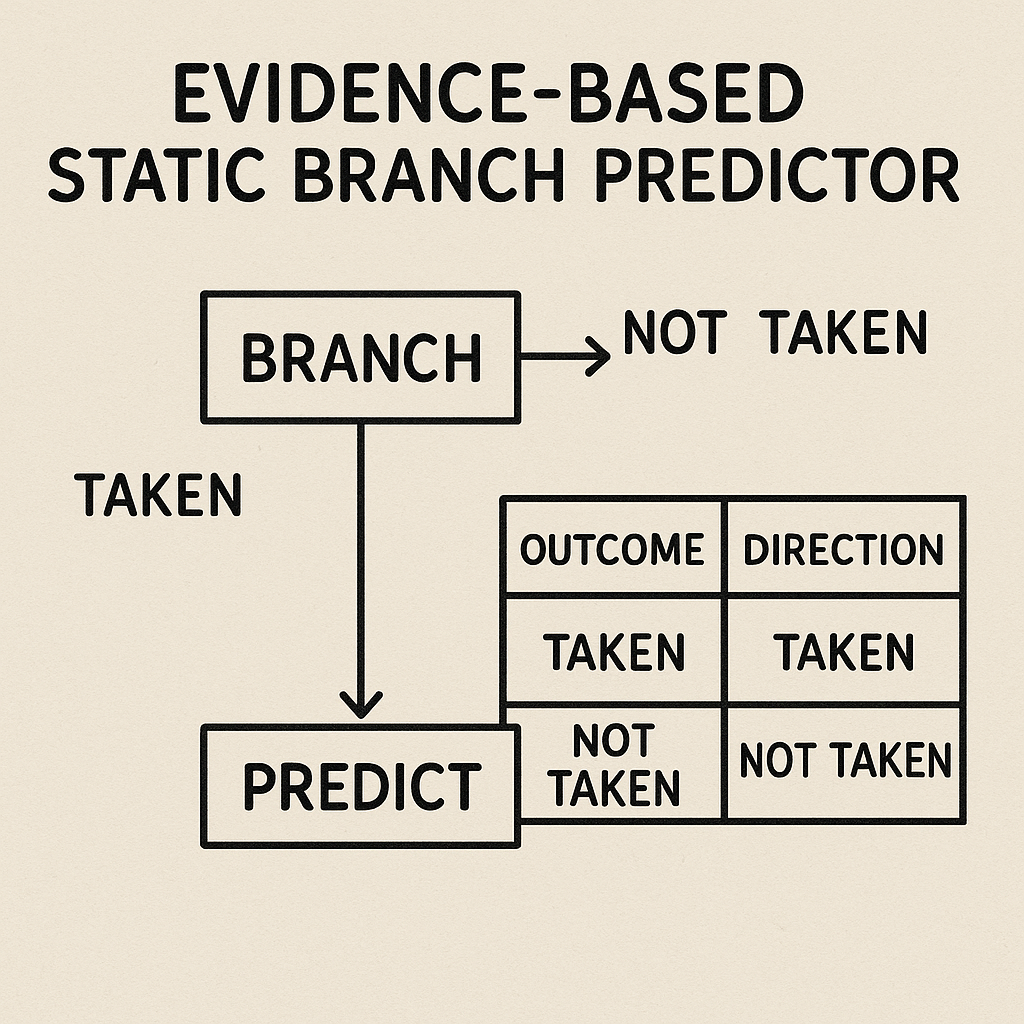 EVIDENCE-BASED
STATIC BRANCH PREDICTOR
BRANCH
NOT TAKEN
TAKEN
OUTCOME DIRECTION
TAKEN TAKEN
NOT
TAKEN
NOT TAKEN
PREDICT